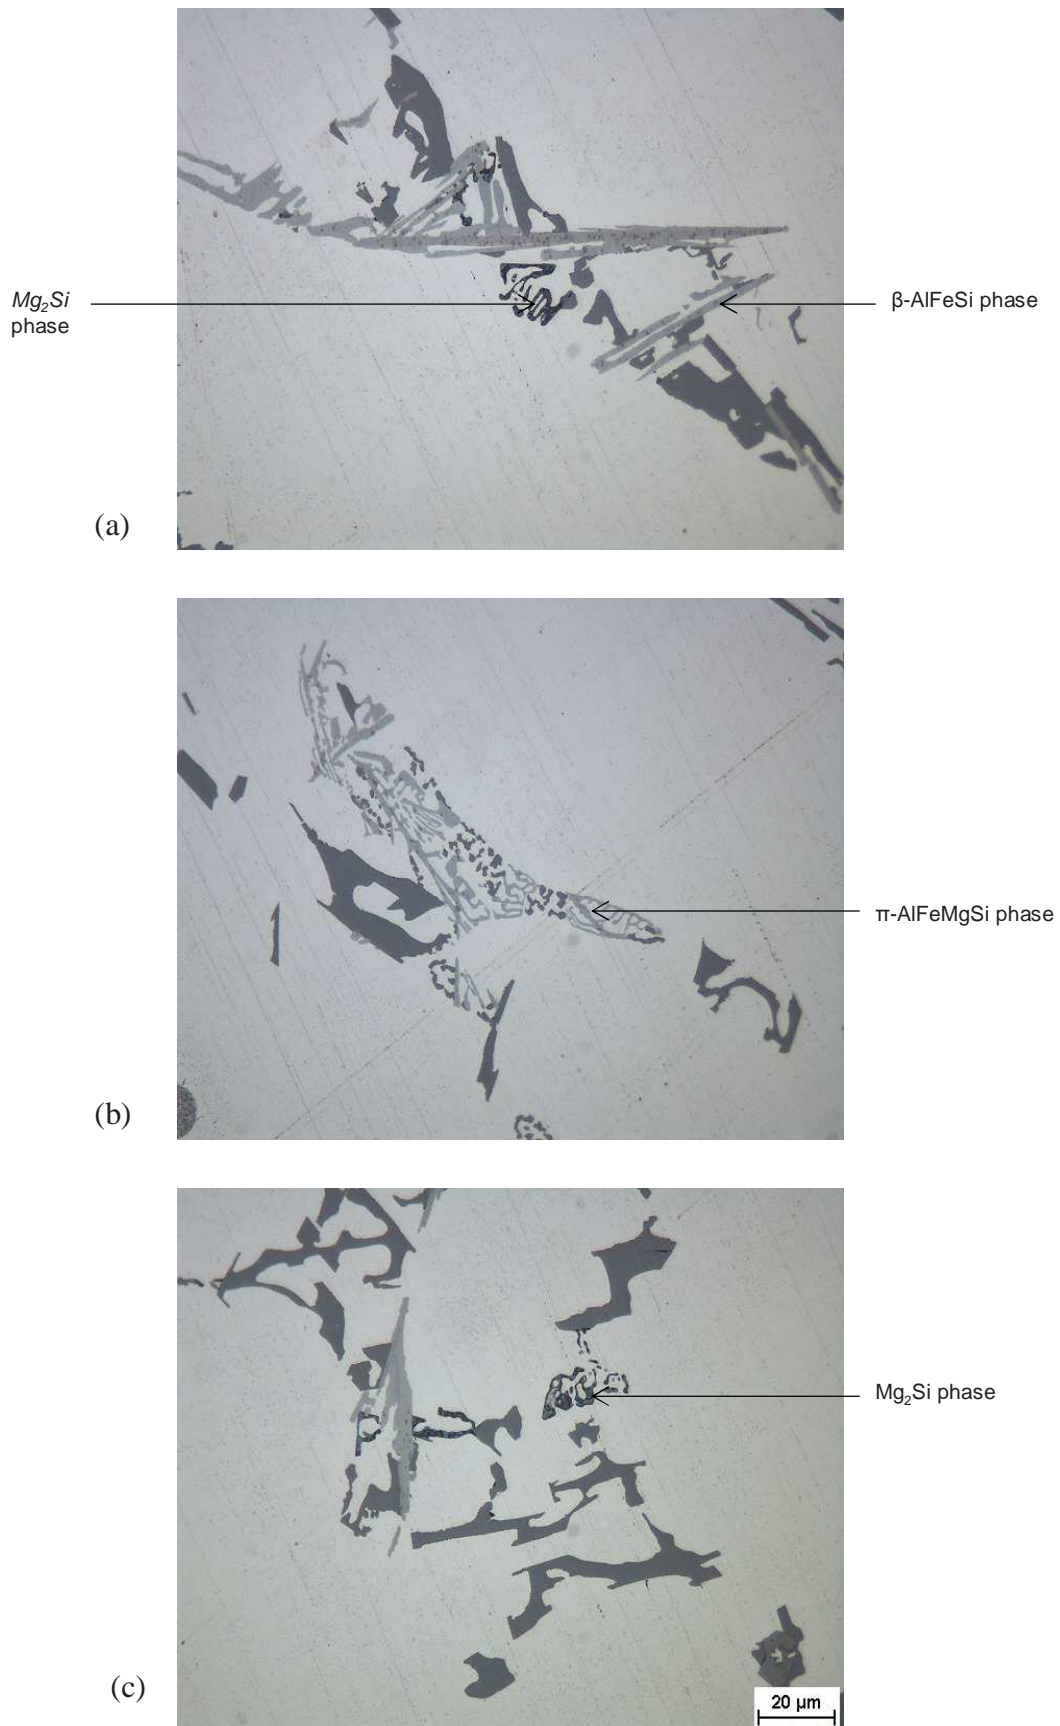 Mg₂Si
phase
β-AlFeSi phase
(a)
π-AlFeMgSi phase
(b)
Mg₂Si phase
(c)
20 µm